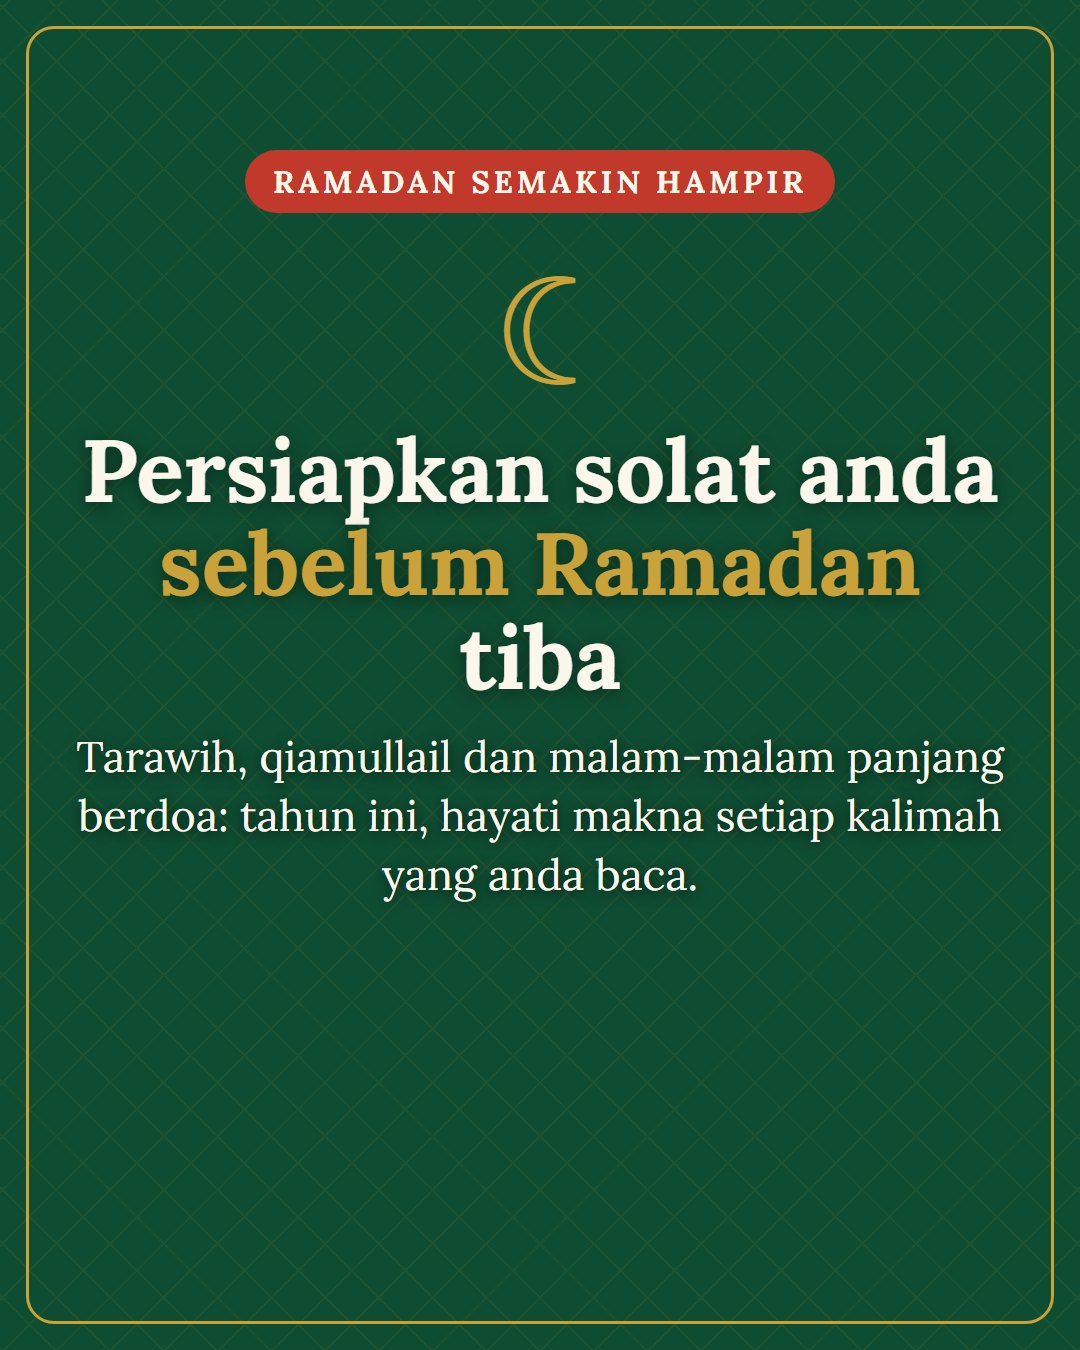 RAMADAN SEMAKIN HAMPIR
Persiapkan solat anda
sebelum Ramadan
tiba
Tarawih, qiamullail dan malam-malam panjang
berdoa: tahun ini, hayati makna setiap kalimah
yang anda baca.